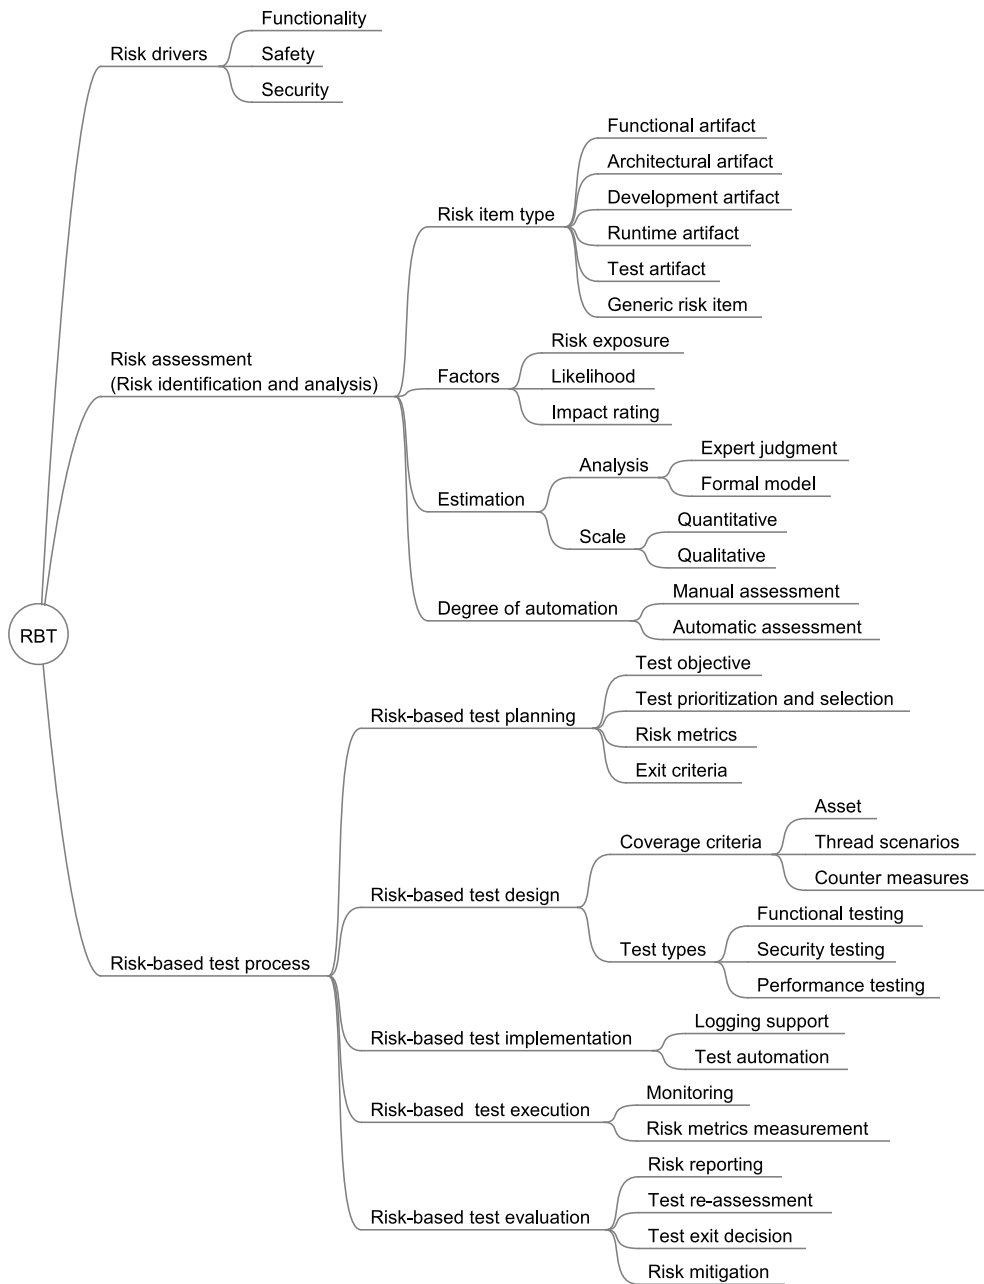 Functionality
Risk drivers
Safety
Security
Functional artifact
Architectural artifact
Development artifact
Risk item type
Runtime artifact
Test artifact
Generic risk item
Risk assessment
(Risk identification and analysis)
Risk exposure
Factors
Likelihood
Impact rating
Analysis
Expert judgment
Formal model
Estimation
Scale
Quantitative
Qualitative
Degree of automation
Manual assessment
Automatic assessment
RBT
Risk-based test process
Risk-based test planning
Test objective
Test prioritization and selection
Risk metrics
Exit criteria
Risk-based test design
Coverage criteria
Asset
Thread scenarios
Counter measures
Test types
Functional testing
Security testing
Performance testing
Risk-based test implementation
Logging support
Test automation
Risk-based test execution
Monitoring
Risk metrics measurement
Risk-based test evaluation
Risk reporting
Test re-assessment
Test exit decision
Risk mitigation